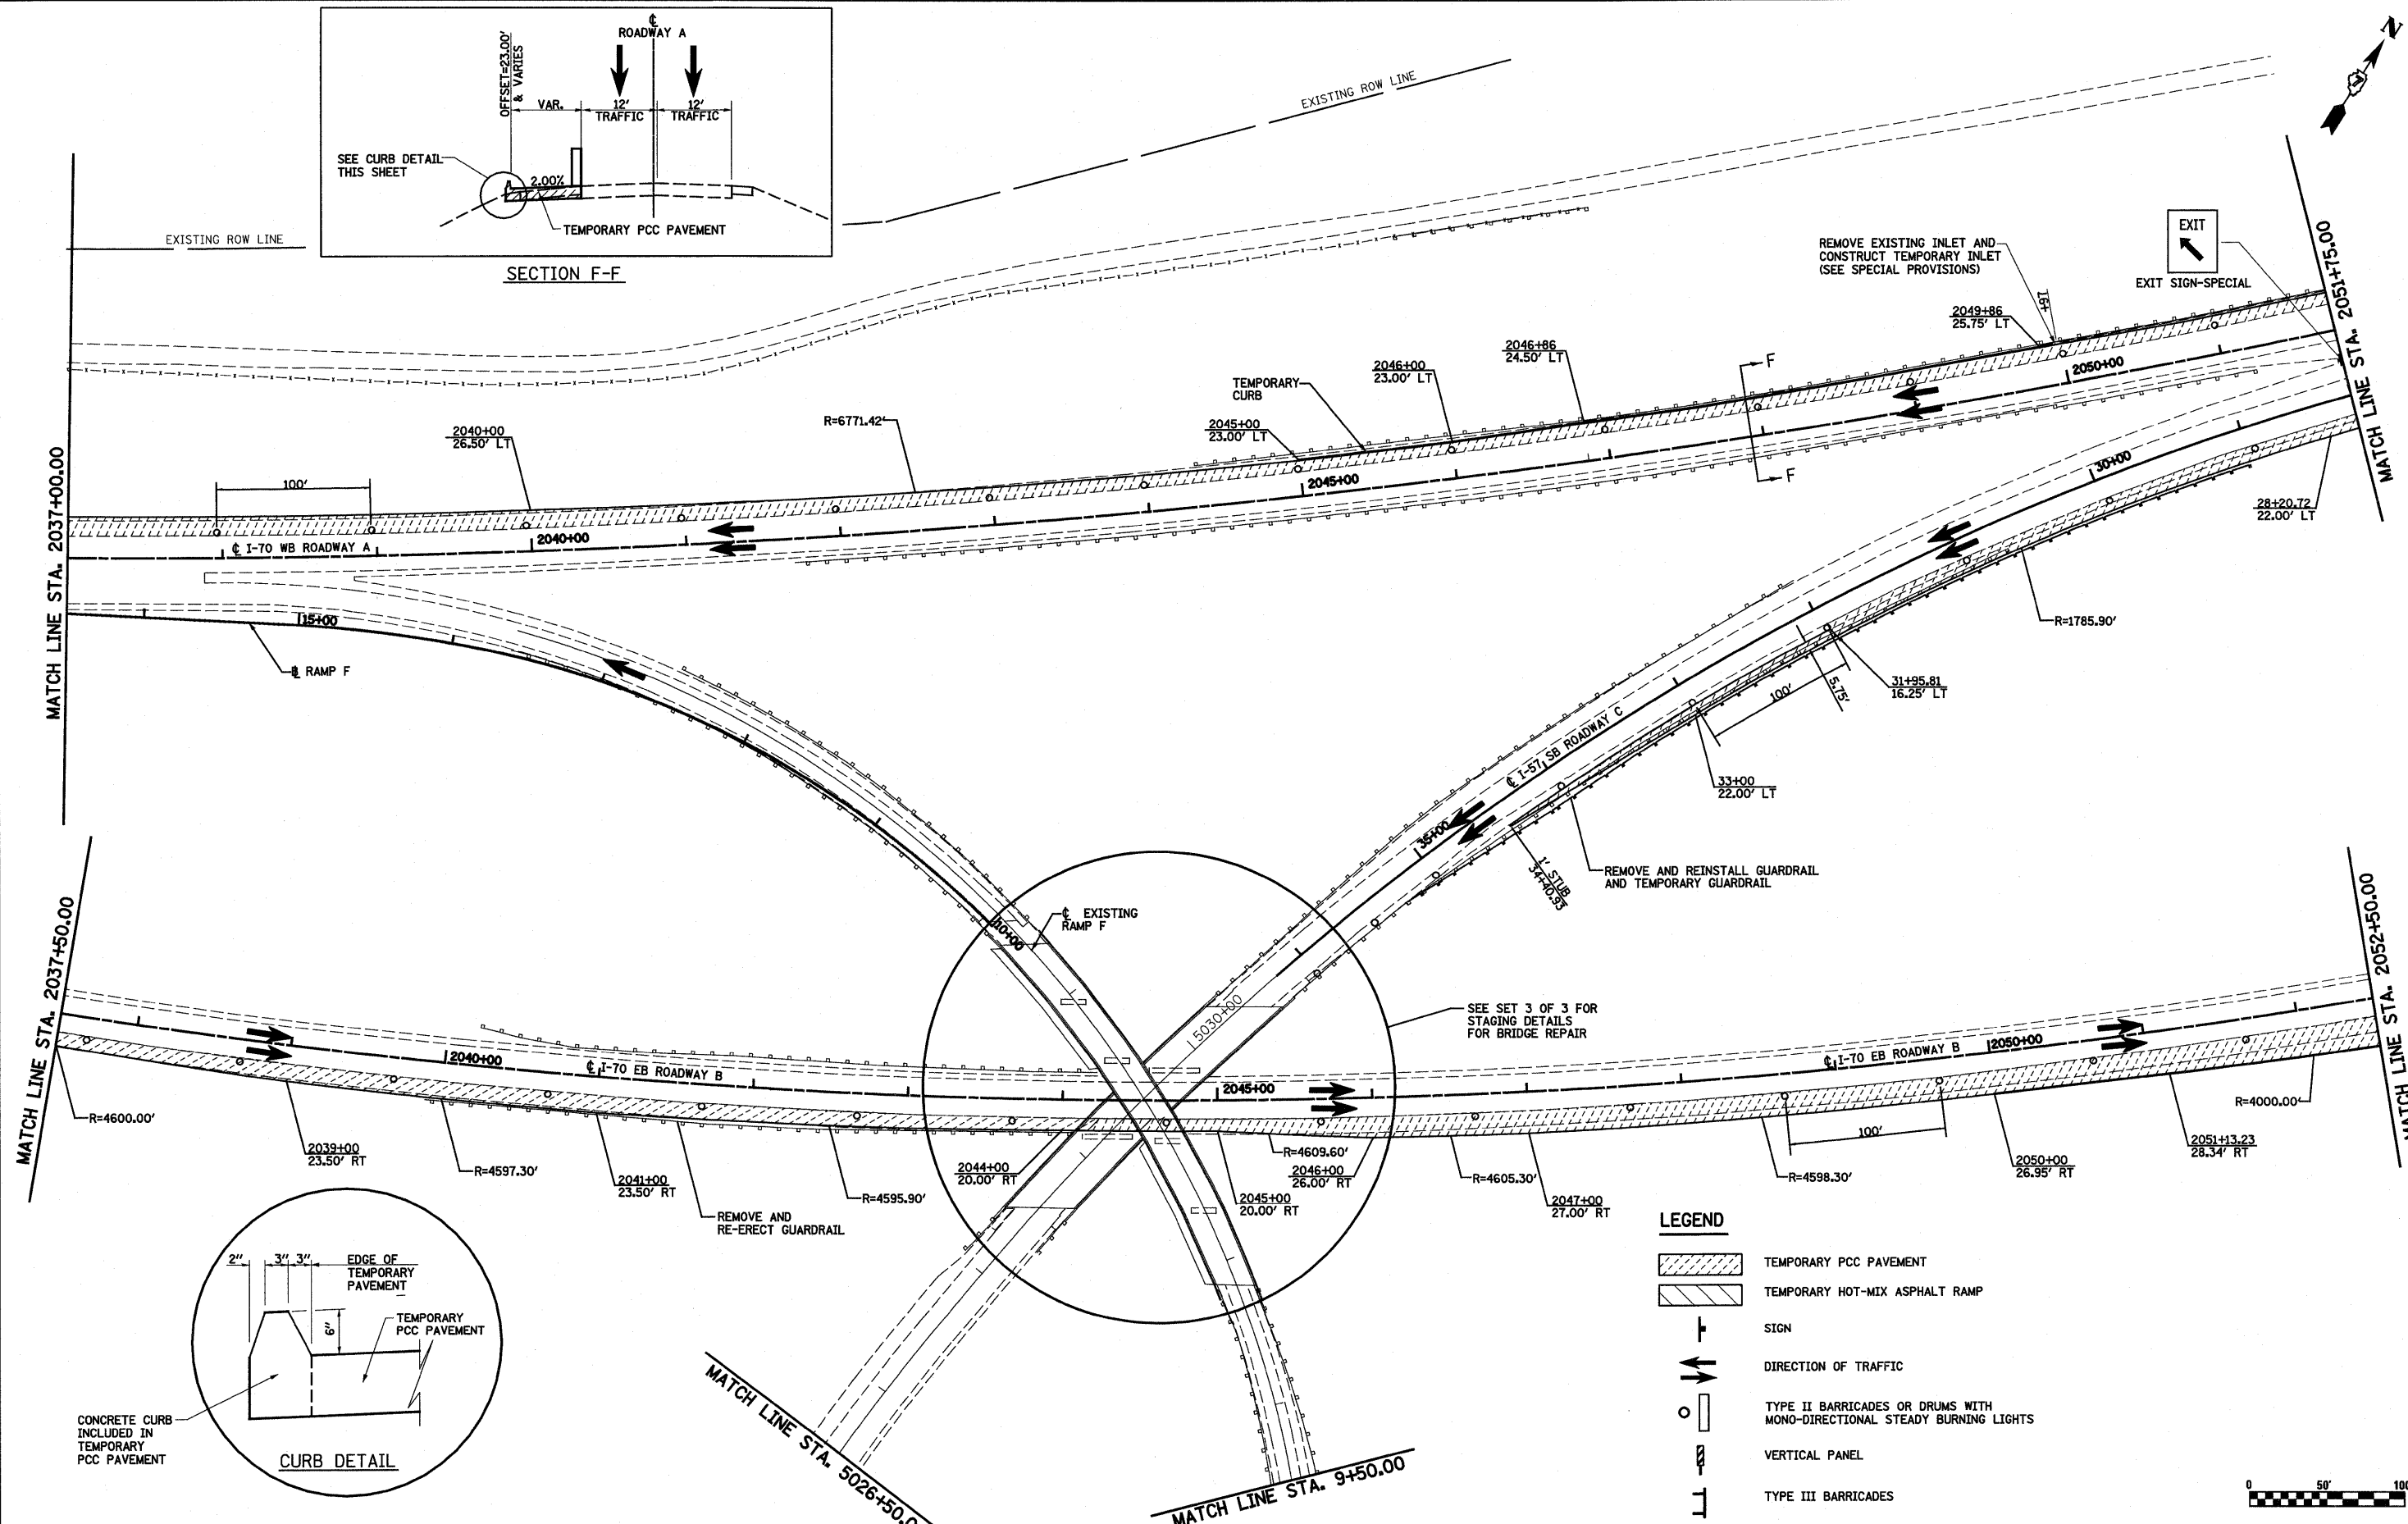 ℄
ROADWAY A
OFFSET=23.00'
& VARIES
VAR.
12'
TRAFFIC
12'
TRAFFIC
SEE CURB DETAIL
THIS SHEET
2.00%
TEMPORARY PCC PAVEMENT
SECTION F-F
EXISTING ROW LINE
EXISTING ROW LINE
N
EXIT
EXIT SIGN-SPECIAL
REMOVE EXISTING INLET AND
CONSTRUCT TEMPORARY INLET
(SEE SPECIAL PROVISIONS)
+91
2049+86
25.75' LT
MATCH LINE STA. 2051+75.00
2046+86
24.50' LT
2046+00
23.00' LT
TEMPORARY
CURB
2045+00
23.00' LT
R=6771.42'
2040+00
26.50' LT
100'
F
F
2050+00
2045+00
2040+00
℄ I-70 WB ROADWAY A
MATCH LINE STA. 2037+00.00
15+00
℄ RAMP F
30+00
28+20.72
22.00' LT
R=1785.90'
31+95.81
16.25' LT
5.75'
100'
33+00
22.00' LT
℄ I-57 SB ROADWAY C
35+00
1' STUB
34+40.93
REMOVE AND REINSTALL GUARDRAIL
AND TEMPORARY GUARDRAIL
℄ EXISTING
RAMP F
10+00
5030+00
SEE SET 3 OF 3 FOR
STAGING DETAILS
FOR BRIDGE REPAIR
MATCH LINE STA. 2037+50.00
MATCH LINE STA. 2052+50.00
2040+00
℄ I-70 EB ROADWAY B
2045+00
℄ I-70 EB ROADWAY B
2050+00
R=4600.00'
2039+00
23.50' RT
R=4597.30'
2041+00
23.50' RT
REMOVE AND
RE-ERECT GUARDRAIL
R=4595.90'
2044+00
20.00' RT
R=4609.60'
2045+00
20.00' RT
2046+00
26.00' RT
R=4605.30'
2047+00
27.00' RT
R=4598.30'
100'
2050+00
26.95' RT
2051+13.23
28.34' RT
R=4000.00'
2"
3"
3"
EDGE OF
TEMPORARY
PAVEMENT
6"
TEMPORARY
PCC PAVEMENT
CONCRETE CURB
INCLUDED IN
TEMPORARY
PCC PAVEMENT
CURB DETAIL
MATCH LINE STA. 5026+50.0
MATCH LINE STA. 9+50.00
LEGEND
TEMPORARY PCC PAVEMENT
TEMPORARY HOT-MIX ASPHALT RAMP
SIGN
DIRECTION OF TRAFFIC
TYPE II BARRICADES OR DRUMS WITH
MONO-DIRECTIONAL STEADY BURNING LIGHTS
VERTICAL PANEL
TYPE III BARRICADES
0
50'
100